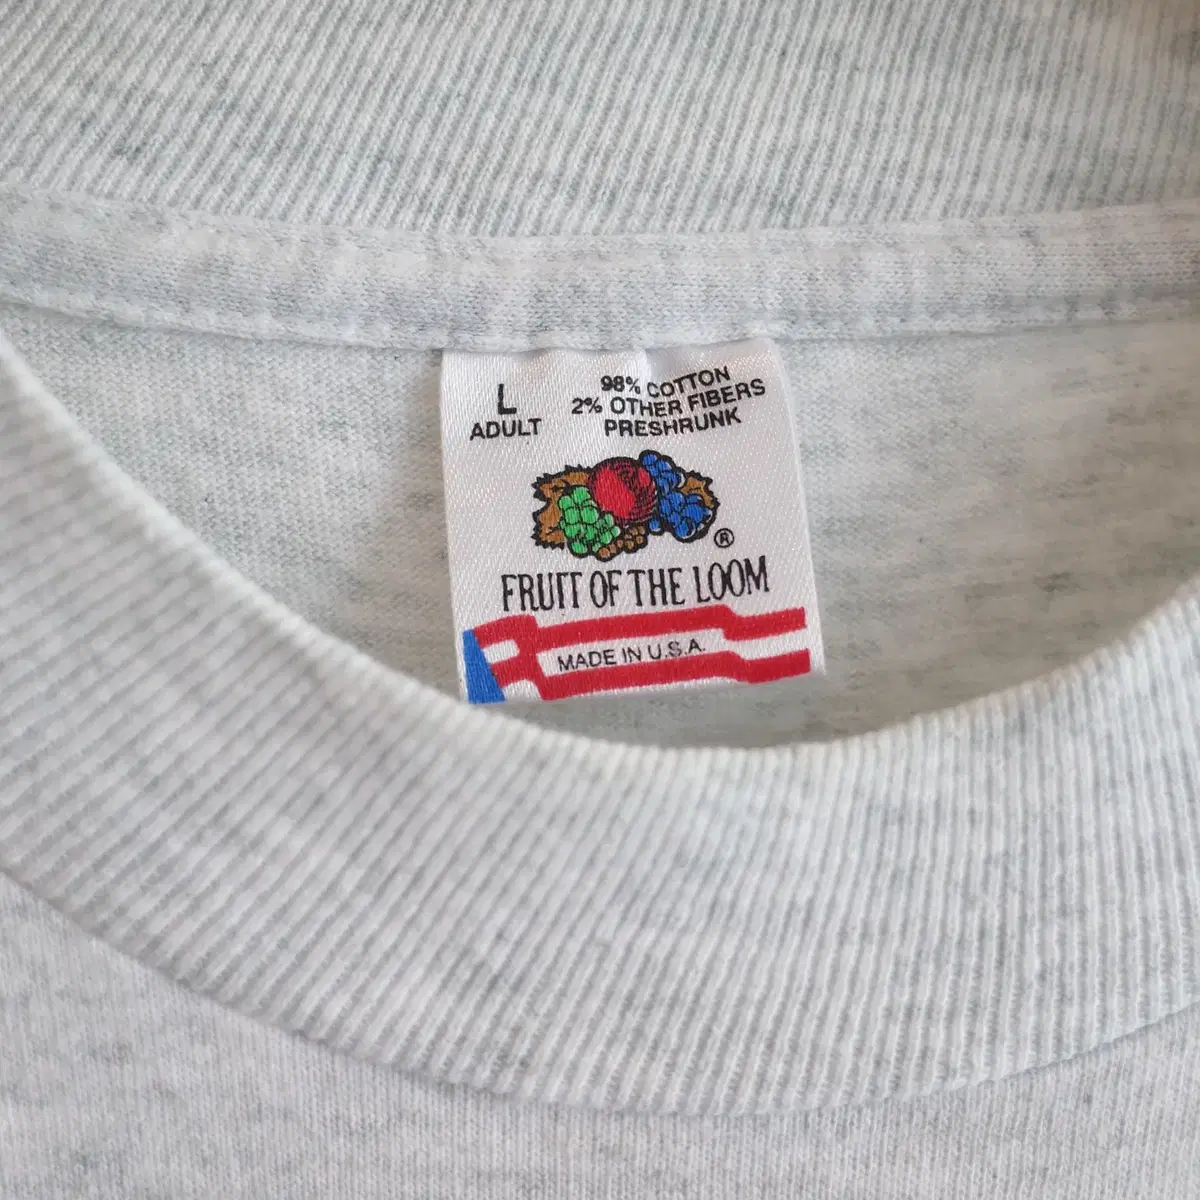 L
ADULT
98% COTTON
2% OTHER FIBERS
PRESHRUNK
®
FRUIT OF THE LOOM
MADE IN U.S.A.